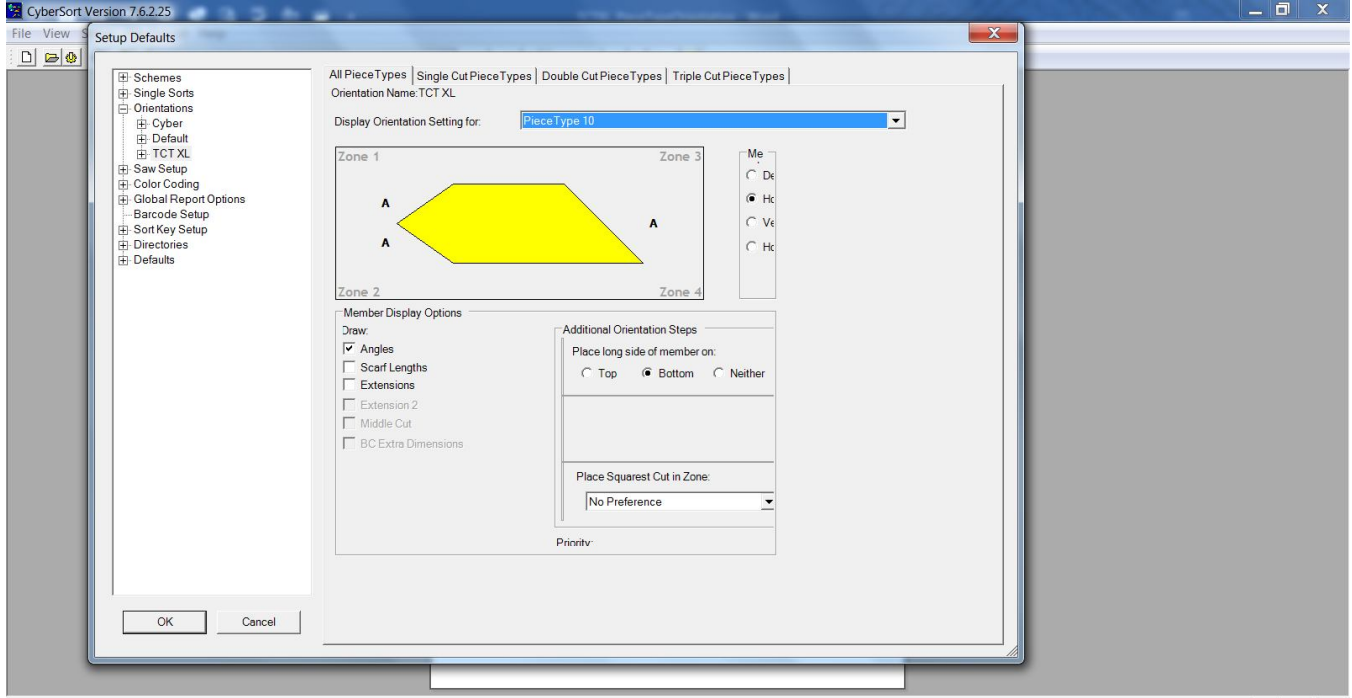 CyberSort Version 7.6.2.25
File View
Setup Defaults
Schemes
Single Sorts
Orientations
Cyber
Default
TCT XL
Saw Setup
Color Coding
Global Report Options
Barcode Setup
Sort Key Setup
Directories
Defaults
OK Cancel
All PieceTypes Single Cut PieceTypes Double Cut PieceTypes Triple Cut PieceTypes
Orientation Name:TCT XL
Display Orientation Setting for: PieceType 10
Zone 1 Zone 3
A
A
A
Zone 2 Zone 4
Me
De
Ho
Ve
Ho
Member Display Options
Draw:
Angles
Scarf Lengths
Extensions
Extension 2
Middle Cut
BC Extra Dimensions
Additional Orientation Steps
Place long side of member on:
Top Bottom Neither
Place Squarest Cut in Zone:
No Preference
Priority: